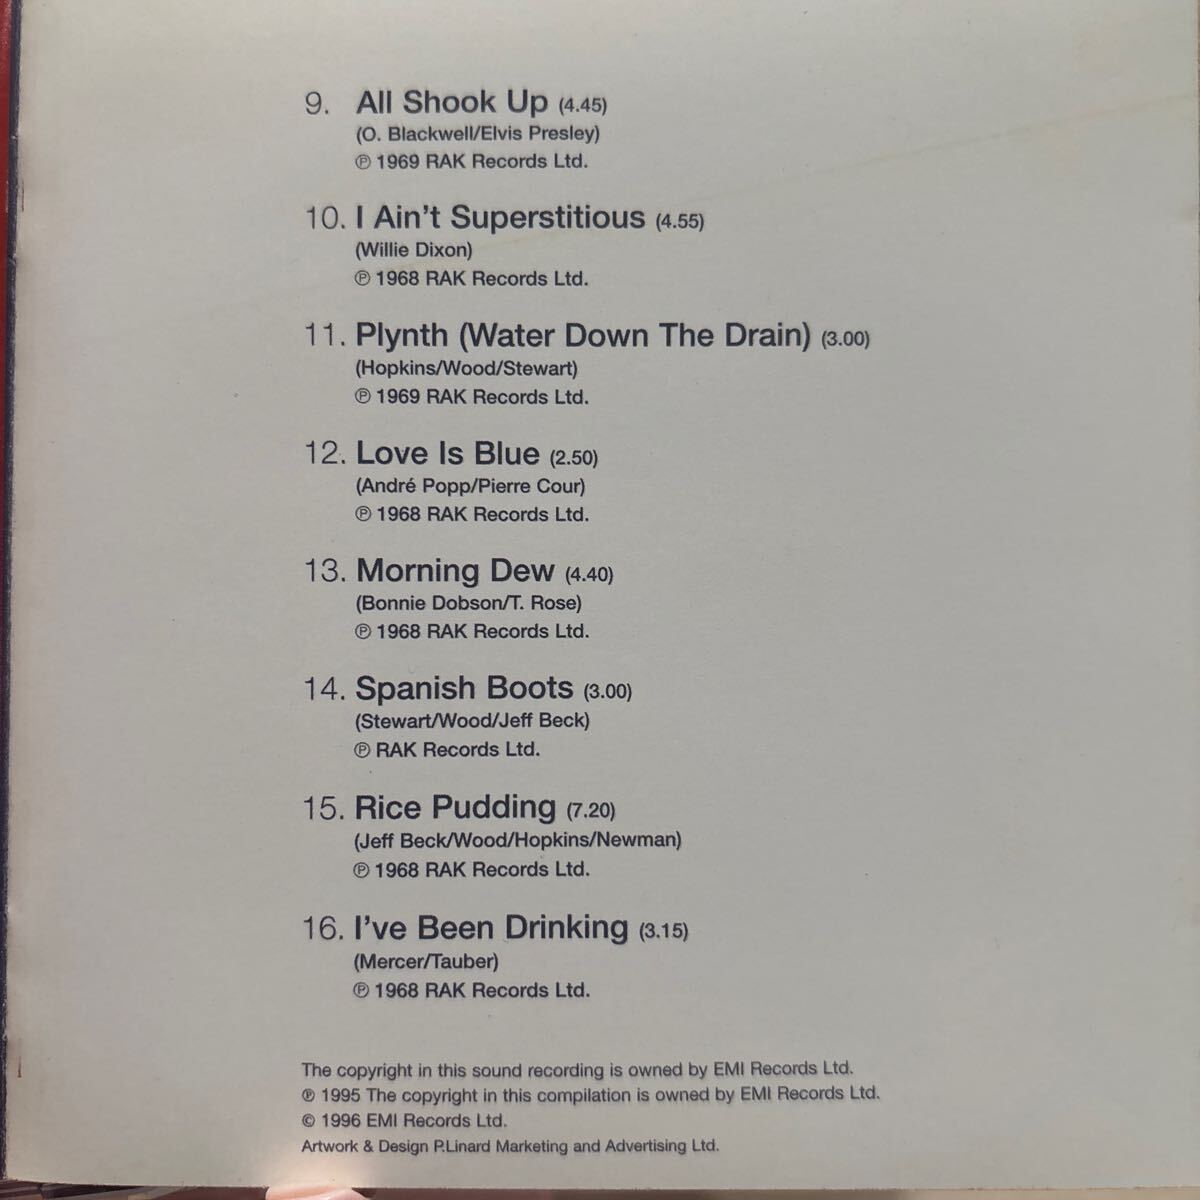 9. All Shook Up (4.45)
(O. Blackwell/Elvis Presley)
℗ 1969 RAK Records Ltd.
10. I Ain't Superstitious (4.55)
(Willie Dixon)
℗ 1968 RAK Records Ltd.
11. Plynth (Water Down The Drain) (3.00)
(Hopkins/Wood/Stewart)
℗ 1969 RAK Records Ltd.
12. Love Is Blue (2.50)
(André Popp/Pierre Cour)
℗ 1968 RAK Records Ltd.
13. Morning Dew (4.40)
(Bonnie Dobson/T. Rose)
℗ 1968 RAK Records Ltd.
14. Spanish Boots (3.00)
(Stewart/Wood/Jeff Beck)
℗ RAK Records Ltd.
15. Rice Pudding (7.20)
(Jeff Beck/Wood/Hopkins/Newman)
℗ 1968 RAK Records Ltd.
16. I've Been Drinking (3.15)
(Mercer/Tauber)
℗ 1968 RAK Records Ltd.
The copyright in this sound recording is owned by EMI Records Ltd.
℗ 1995 The copyright in this compilation is owned by EMI Records Ltd.
© 1996 EMI Records Ltd.
Artwork & Design P.Linard Marketing and Advertising Ltd.